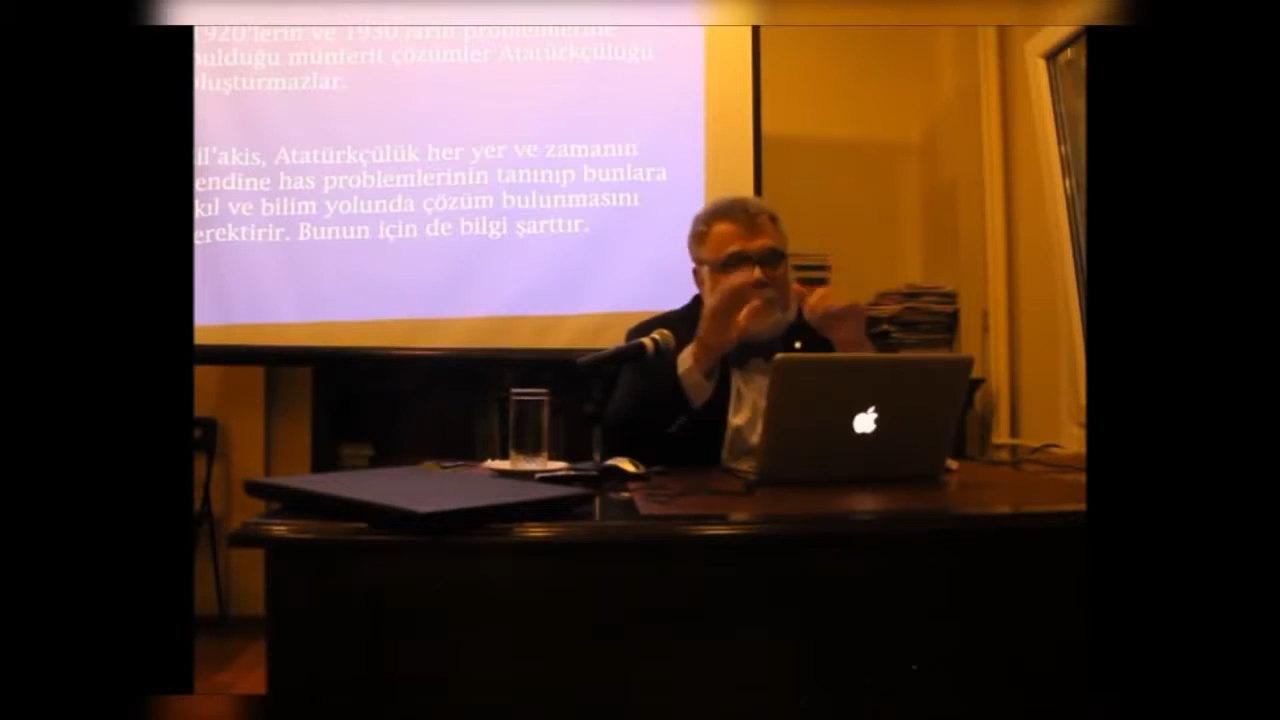 1920'lerin ve 1930'ların problemlerine
bulduğu münferit çözümler Atatürkçülüğü
oluşturmazlar.
il'akis, Atatürkçülük her yer ve zamanın
endine has problemlerinin tanınıp bunlara
kıl ve bilim yolunda çözüm bulunmasını
erektirir. Bunun için de bilgi şarttır.